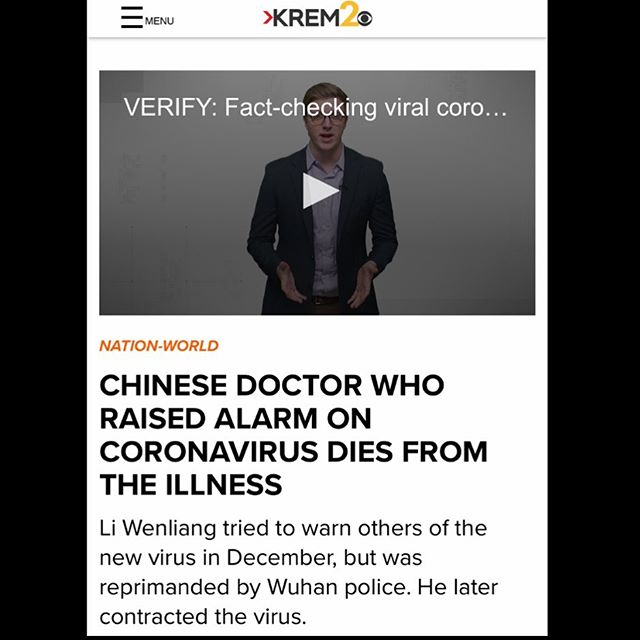 MENU
KREM2
VERIFY: Fact-checking viral coro...
NATION-WORLD
CHINESE DOCTOR WHO
RAISED ALARM ON
CORONAVIRUS DIES FROM
THE ILLNESS
Li Wenliang tried to warn others of the
new virus in December, but was
reprimanded by Wuhan police. He later
contracted the virus.